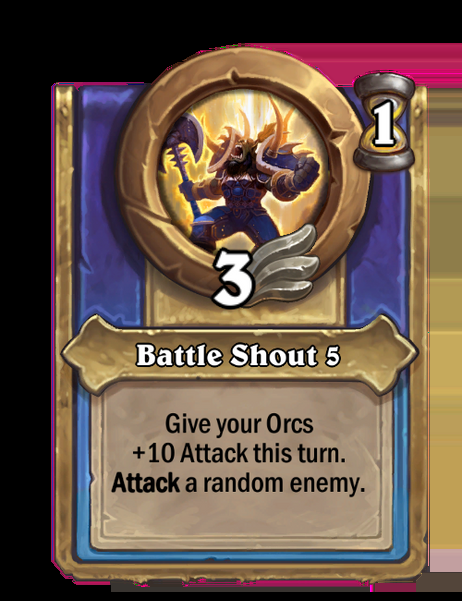 1
3
Battle Shout 5
Give your Orcs
+10 Attack this turn.
Attack a random enemy.